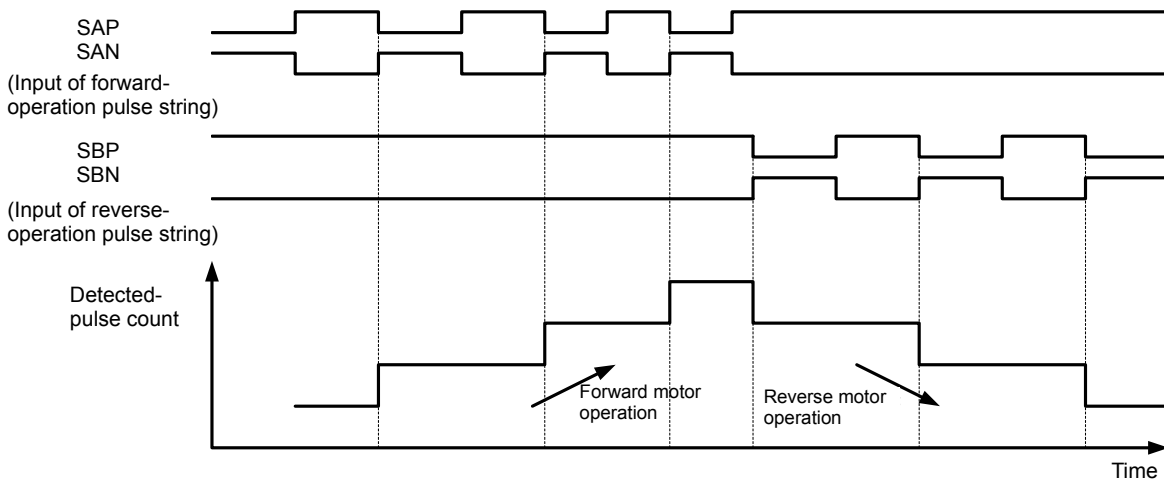 SAP
SAN
(Input of forward-
operation pulse string)
SBP
SBN
(Input of reverse-
operation pulse string)
Detected-
pulse count
Forward motor
operation
Reverse motor
operation
Time